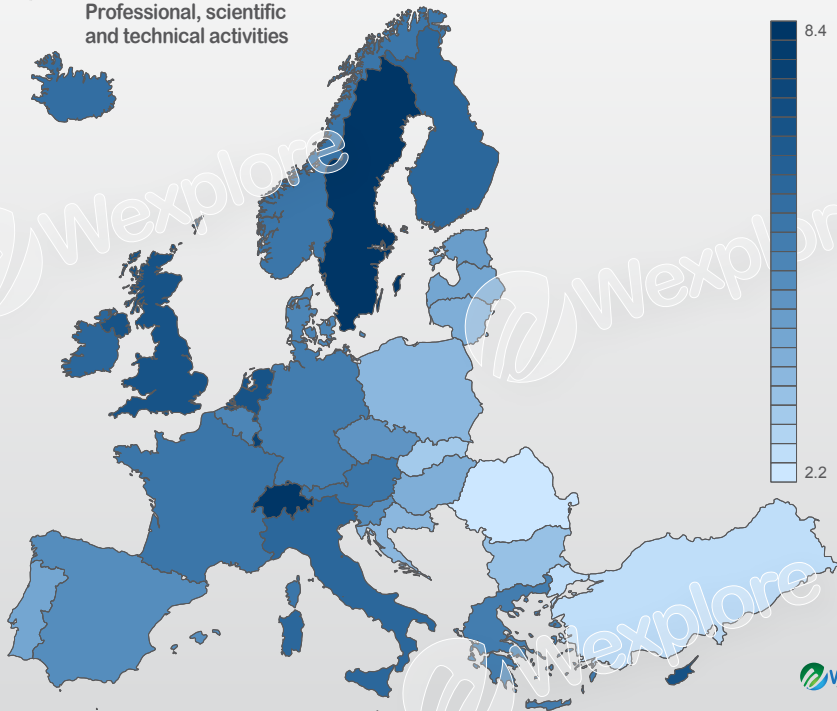 Professional, scientific
and technical activities
8.4
Wexplore
Wexplore
2.2
Wexplore
W